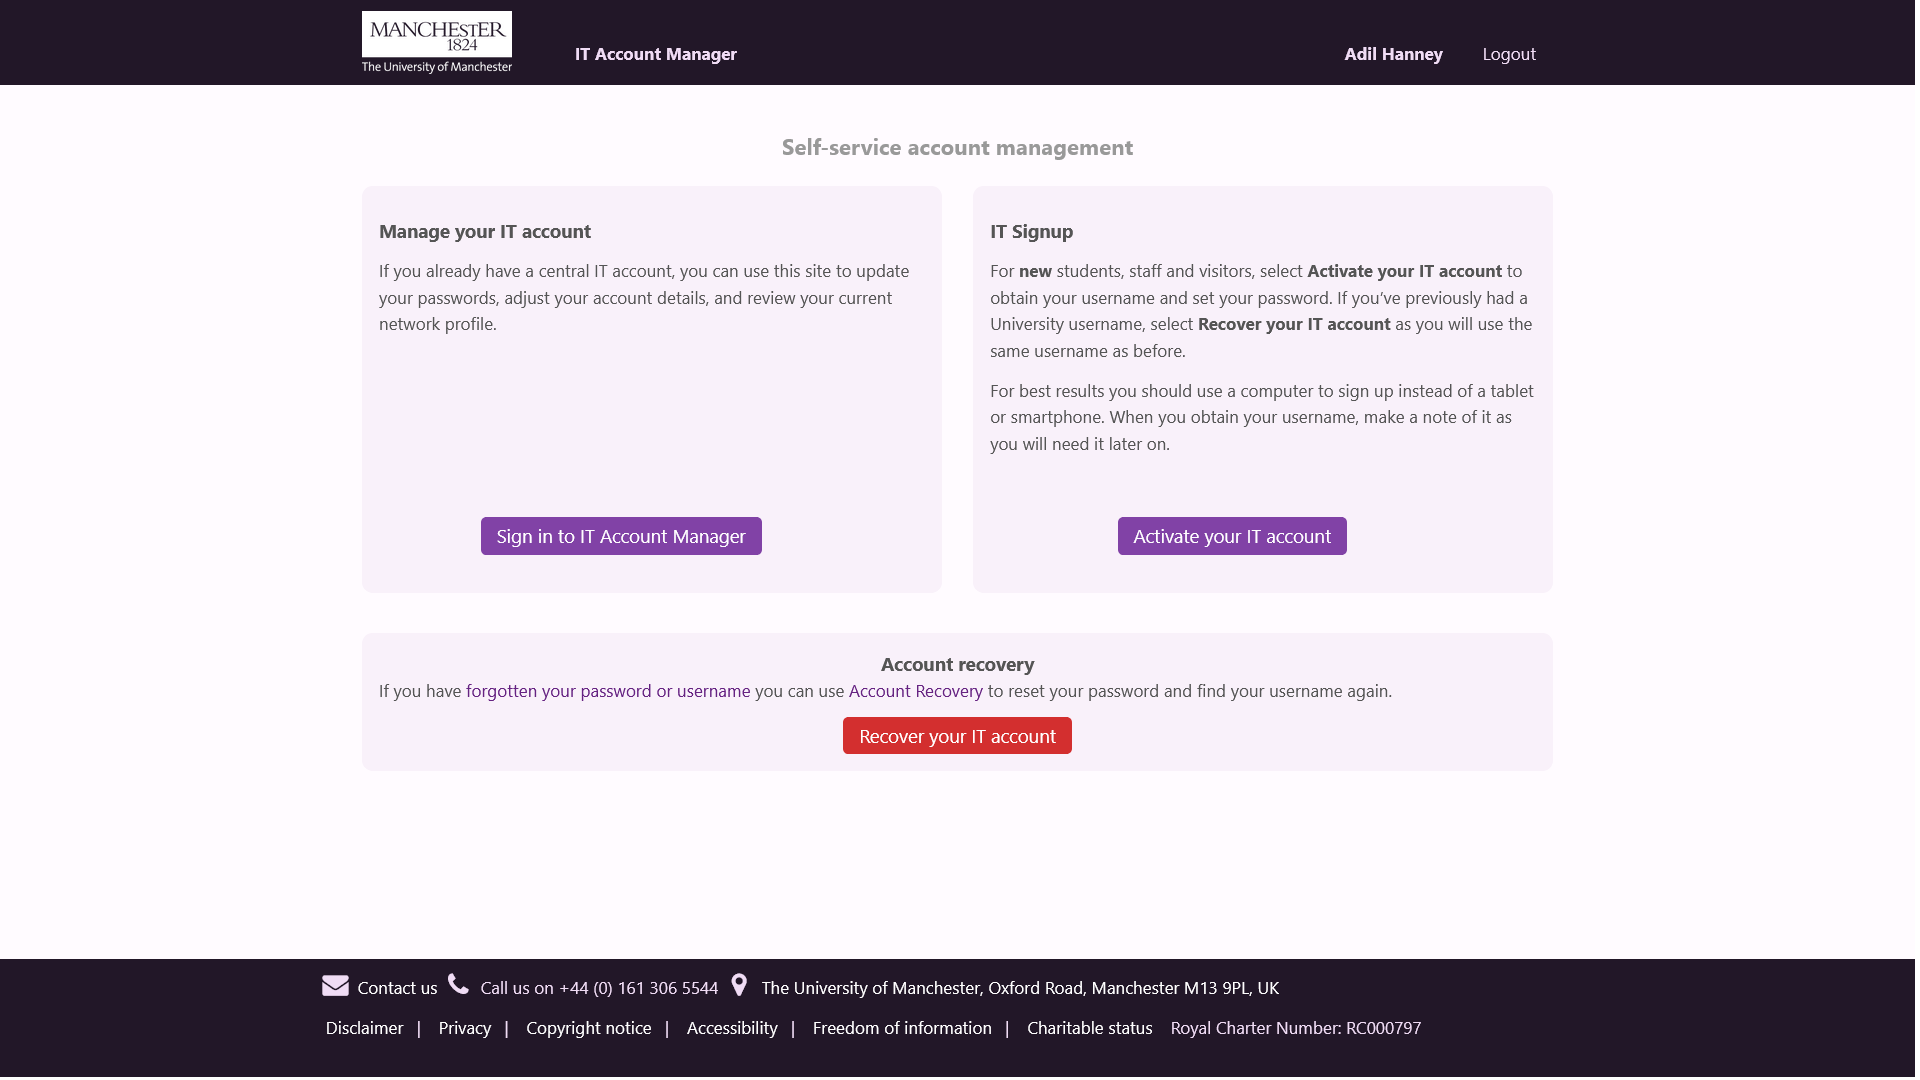 MANCHESTER
1824
The University of Manchester
IT Account Manager
Adil Hanney
Logout
Self-service account management
Manage your IT account
If you already have a central IT account, you can use this site to update
your passwords, adjust your account details, and review your current
network profile.
Sign in to IT Account Manager
IT Signup
For new students, staff and visitors, select Activate your IT account to
obtain your username and set your password. If you’ve previously had a
University username, select Recover your IT account as you will use the
same username as before.
For best results you should use a computer to sign up instead of a tablet
or smartphone. When you obtain your username, make a note of it as
you will need it later on.
Activate your IT account
Account recovery
If you have forgotten your password or username you can use Account Recovery to reset your password and find your username again.
Recover your IT account
Contact us Call us on +44 (0) 161 306 5544 The University of Manchester, Oxford Road, Manchester M13 9PL, UK
Disclaimer | Privacy | Copyright notice | Accessibility | Freedom of information | Charitable status Royal Charter Number: RC000797